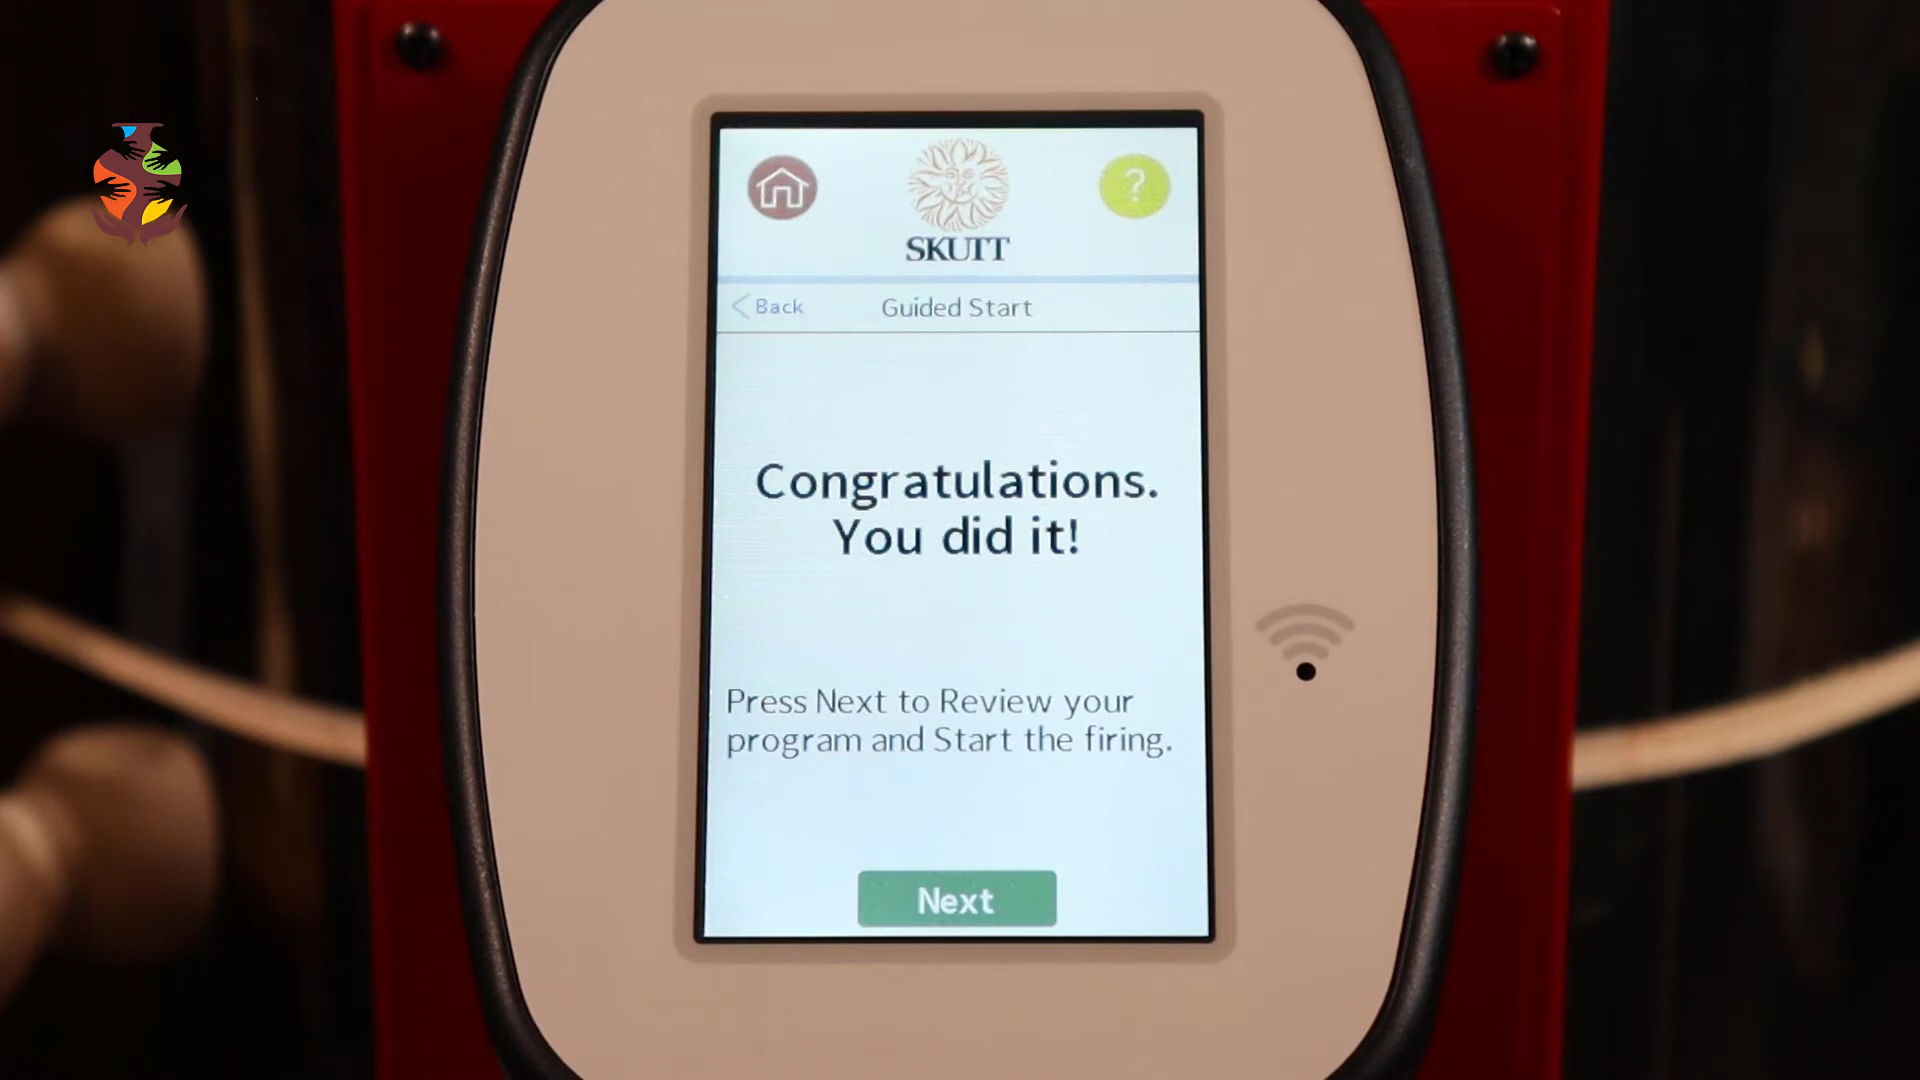 ?
SKUTT
Back
Guided Start
Congratulations.
You did it!
Press Next to Review your
program and Start the firing.
Next